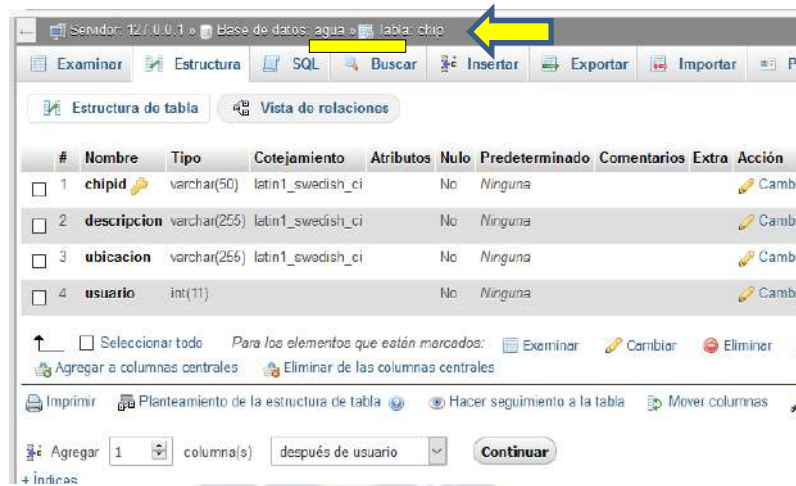 Servidor: 127.0.0.1 » Base de datos: agua » Tabla: chip
Examinar Estructura SQL Buscar Insertar Exportar Importar P
Estructura de tabla Vista de relaciones
# Nombre Tipo Cotejamiento Atributos Nulo Predeterminado Comentarios Extra Acción
1 chipid varchar(50) latin1_swedish_ci No Ninguna Camb
2 descripcion varchar(255) latin1_swedish_ci No Ninguna Camb
3 ubicacion varchar(255) latin1_swedish_ci No Ninguna Camb
4 usuario int(11) No Ninguna Camb
Seleccionar todo Para los elementos que están marcados: Examinar Cambiar Eliminar
Agregar a columnas centrales Eliminar de las columnas centrales
Imprimir Planteamiento de la estructura de tabla Hacer seguimiento a la tabla Mover columnas
Agregar 1 columna(s) después de usuario Continuar
+ Índices